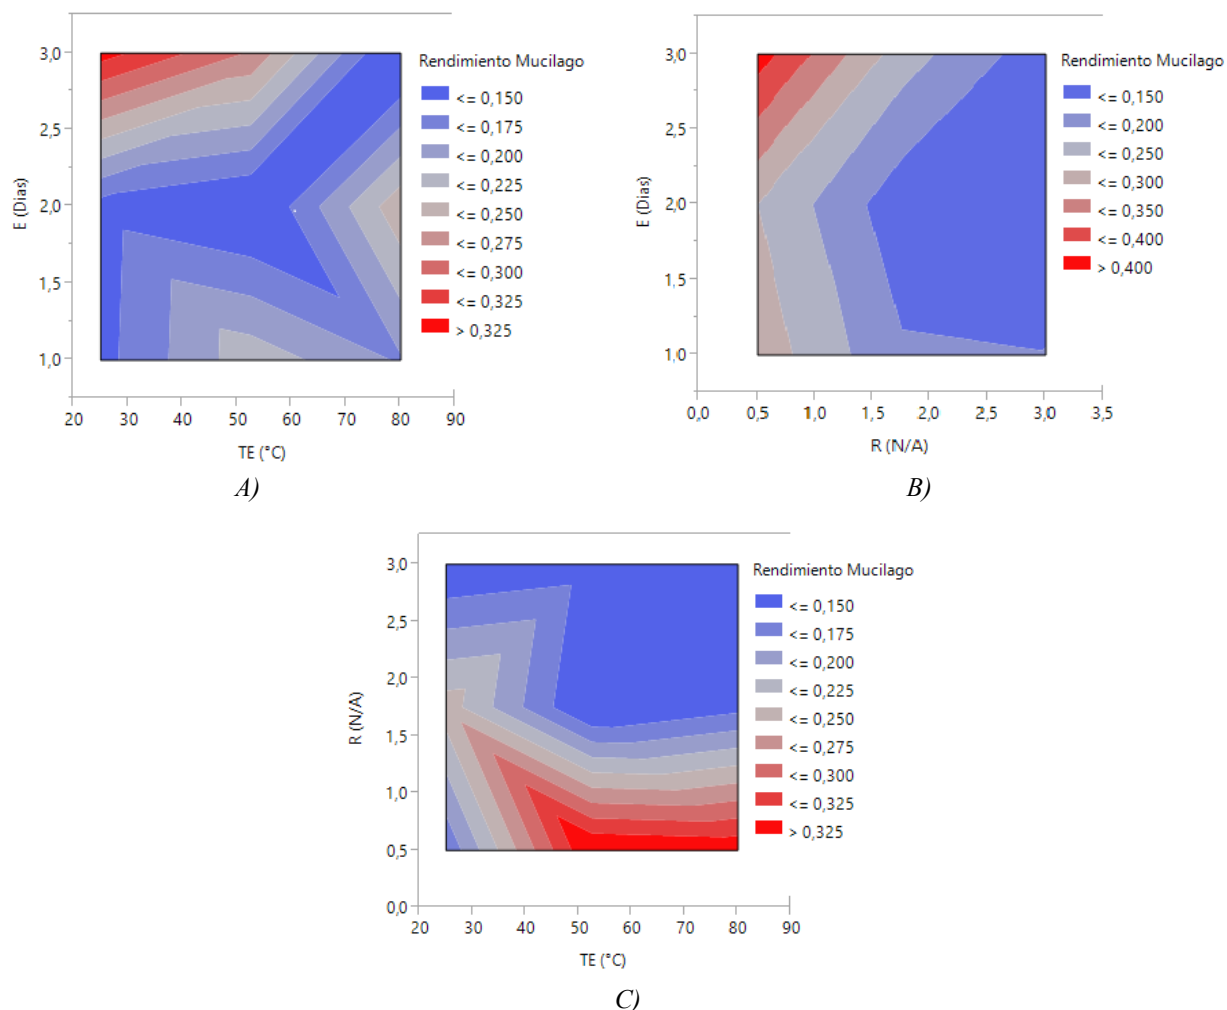 Rendimiento Mucilago
<= 0,150
<= 0,175
<= 0,200
<= 0,225
<= 0,250
<= 0,275
<= 0,300
<= 0,325
> 0,325
3,0
2,5
2,0
1,5
1,0
E (Dias)
20 30 40 50 60 70 80 90
TE (°C)
A)
Rendimiento Mucilago
<= 0,150
<= 0,200
<= 0,250
<= 0,300
<= 0,350
<= 0,400
> 0,400
3,0
2,5
2,0
1,5
1,0
E (Dias)
0,0 0,5 1,0 1,5 2,0 2,5 3,0 3,5
R (N/A)
B)
Rendimiento Mucilago
<= 0,150
<= 0,175
<= 0,200
<= 0,225
<= 0,250
<= 0,275
<= 0,300
<= 0,325
> 0,325
3,0
2,5
2,0
1,5
1,0
0,5
0,0
R (N/A)
20 30 40 50 60 70 80 90
TE (°C)
C)